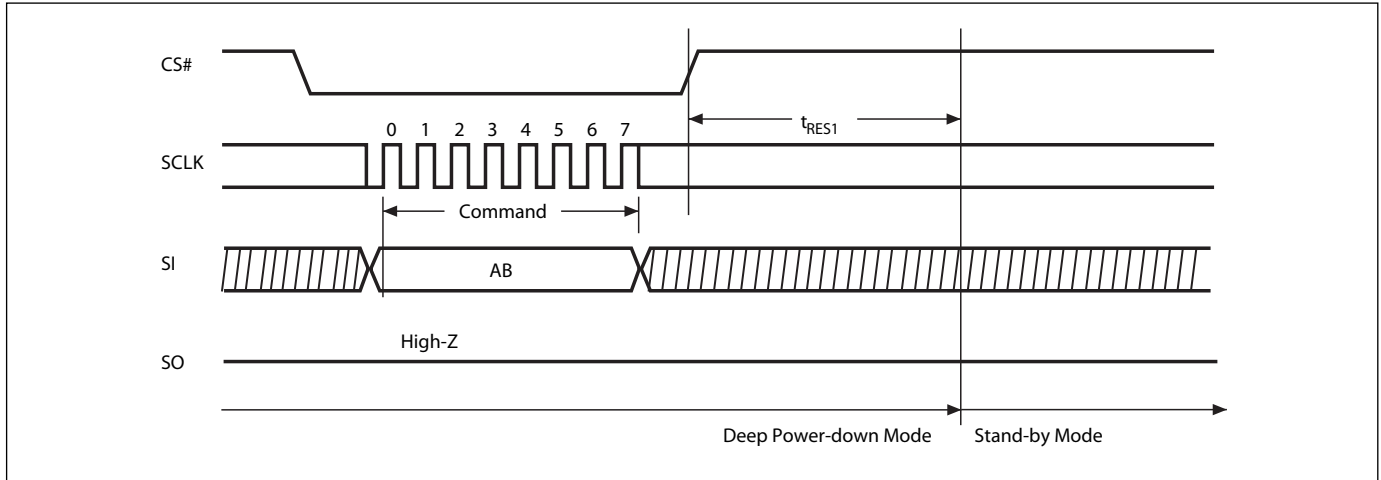 CS#
tRES1
0 1 2 3 4 5 6 7
SCLK
Command
SI
AB
High-Z
SO
Deep Power-down Mode Stand-by Mode